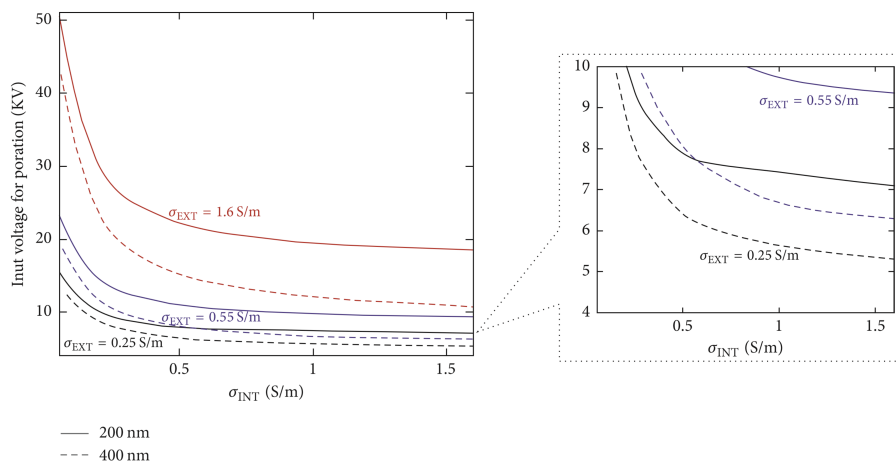 Inut voltage for poration (KV)
50
40
30
20
10
σEXT = 1.6 S/m
σEXT = 0.55 S/m
σEXT = 0.25 S/m
0.5
1
1.5
σINT (S/m)
200 nm
400 nm
10
9
8
7
6
5
4
σEXT = 0.55 S/m
σEXT = 0.25 S/m
0.5
1
1.5
σINT (S/m)